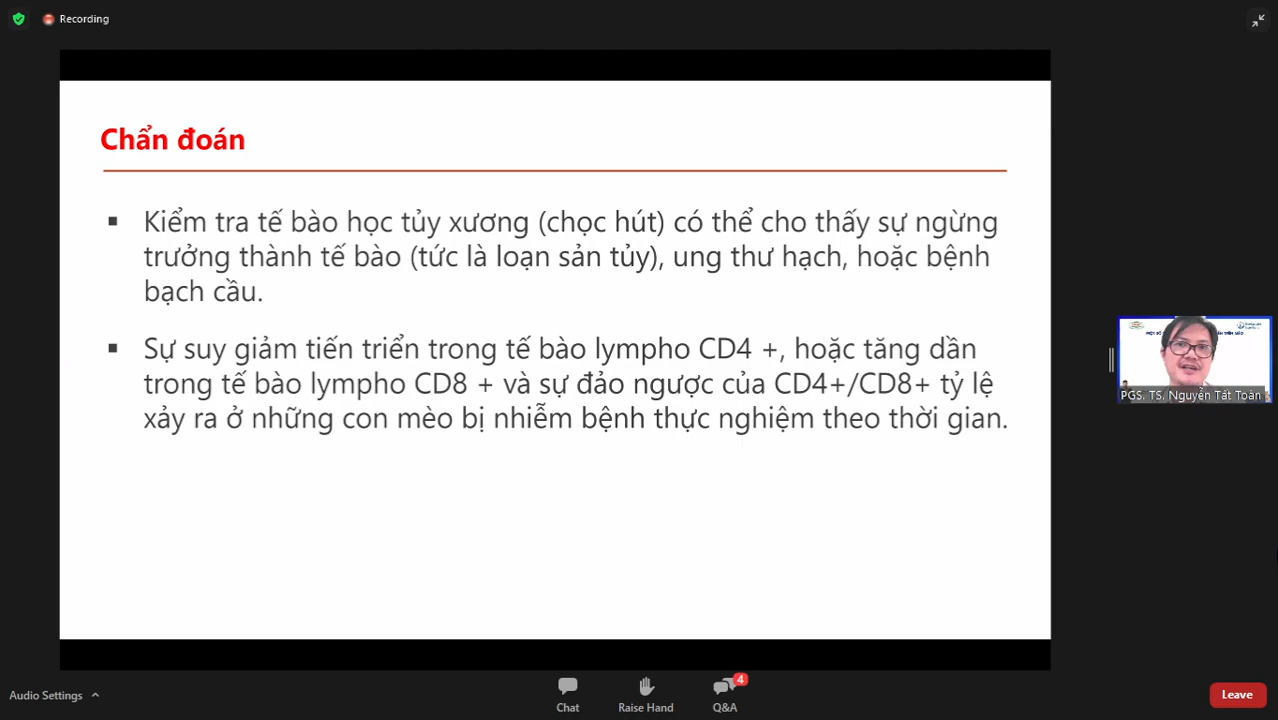 Recording
Chẩn đoán
▪ Kiểm tra tế bào học tủy xương (chọc hút) có thể cho thấy sự ngừng
trưởng thành tế bào (tức là loạn sản tủy), ung thư hạch, hoặc bệnh
bạch cầu.
▪ Sự suy giảm tiến triển trong tế bào lympho CD4 +, hoặc tăng dần
trong tế bào lympho CD8 + và sự đảo ngược của CD4+/CD8+ tỷ lệ
xảy ra ở những con mèo bị nhiễm bệnh thực nghiệm theo thời gian.
PGS. TS. Nguyễn Tất Toàn
Audio Settings
Chat
Raise Hand
4
Q&A
Leave